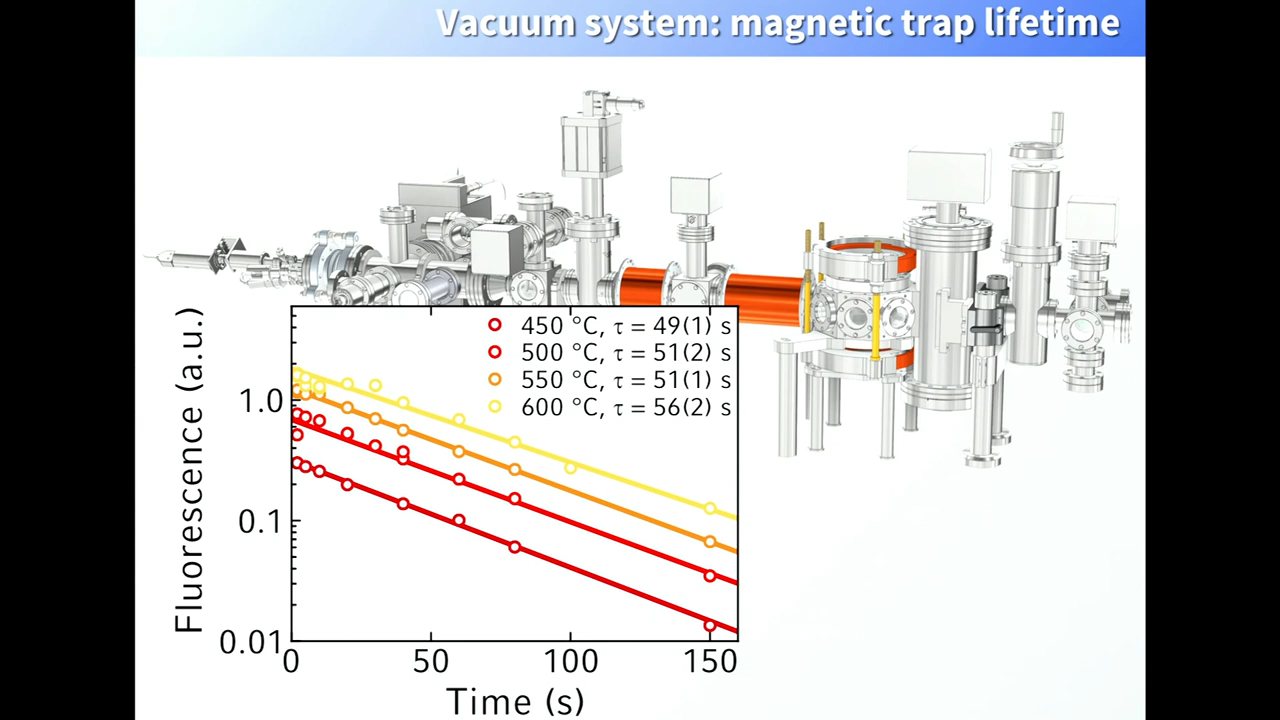 Vacuum system: magnetic trap lifetime
450 °C, τ = 49(1) s
500 °C, τ = 51(2) s
550 °C, τ = 51(1) s
600 °C, τ = 56(2) s
Fluorescence (a.u.)
1.0
0.1
0.01
0 50 100 150
Time (s)